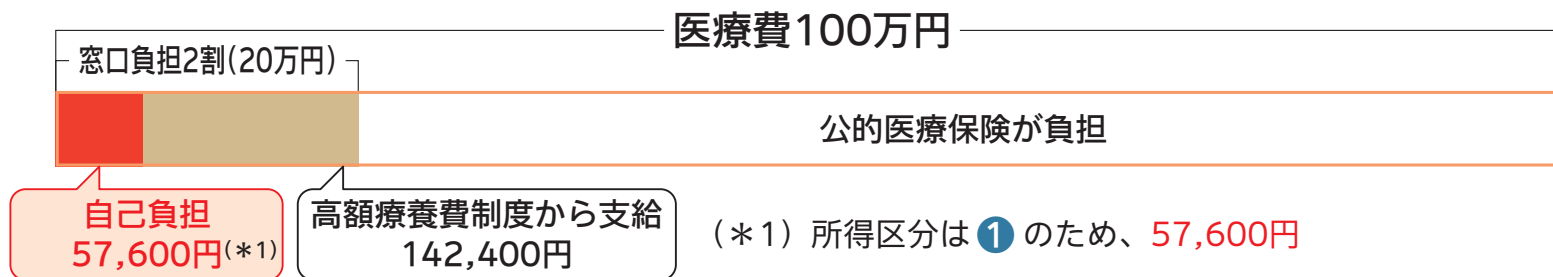 医療費100万円
窓口負担2割(20万円)
公的医療保険が負担
自己負担
57,600円(*1)
高額療養費制度から支給
142,400円
(*1)所得区分は❶のため、57,600円